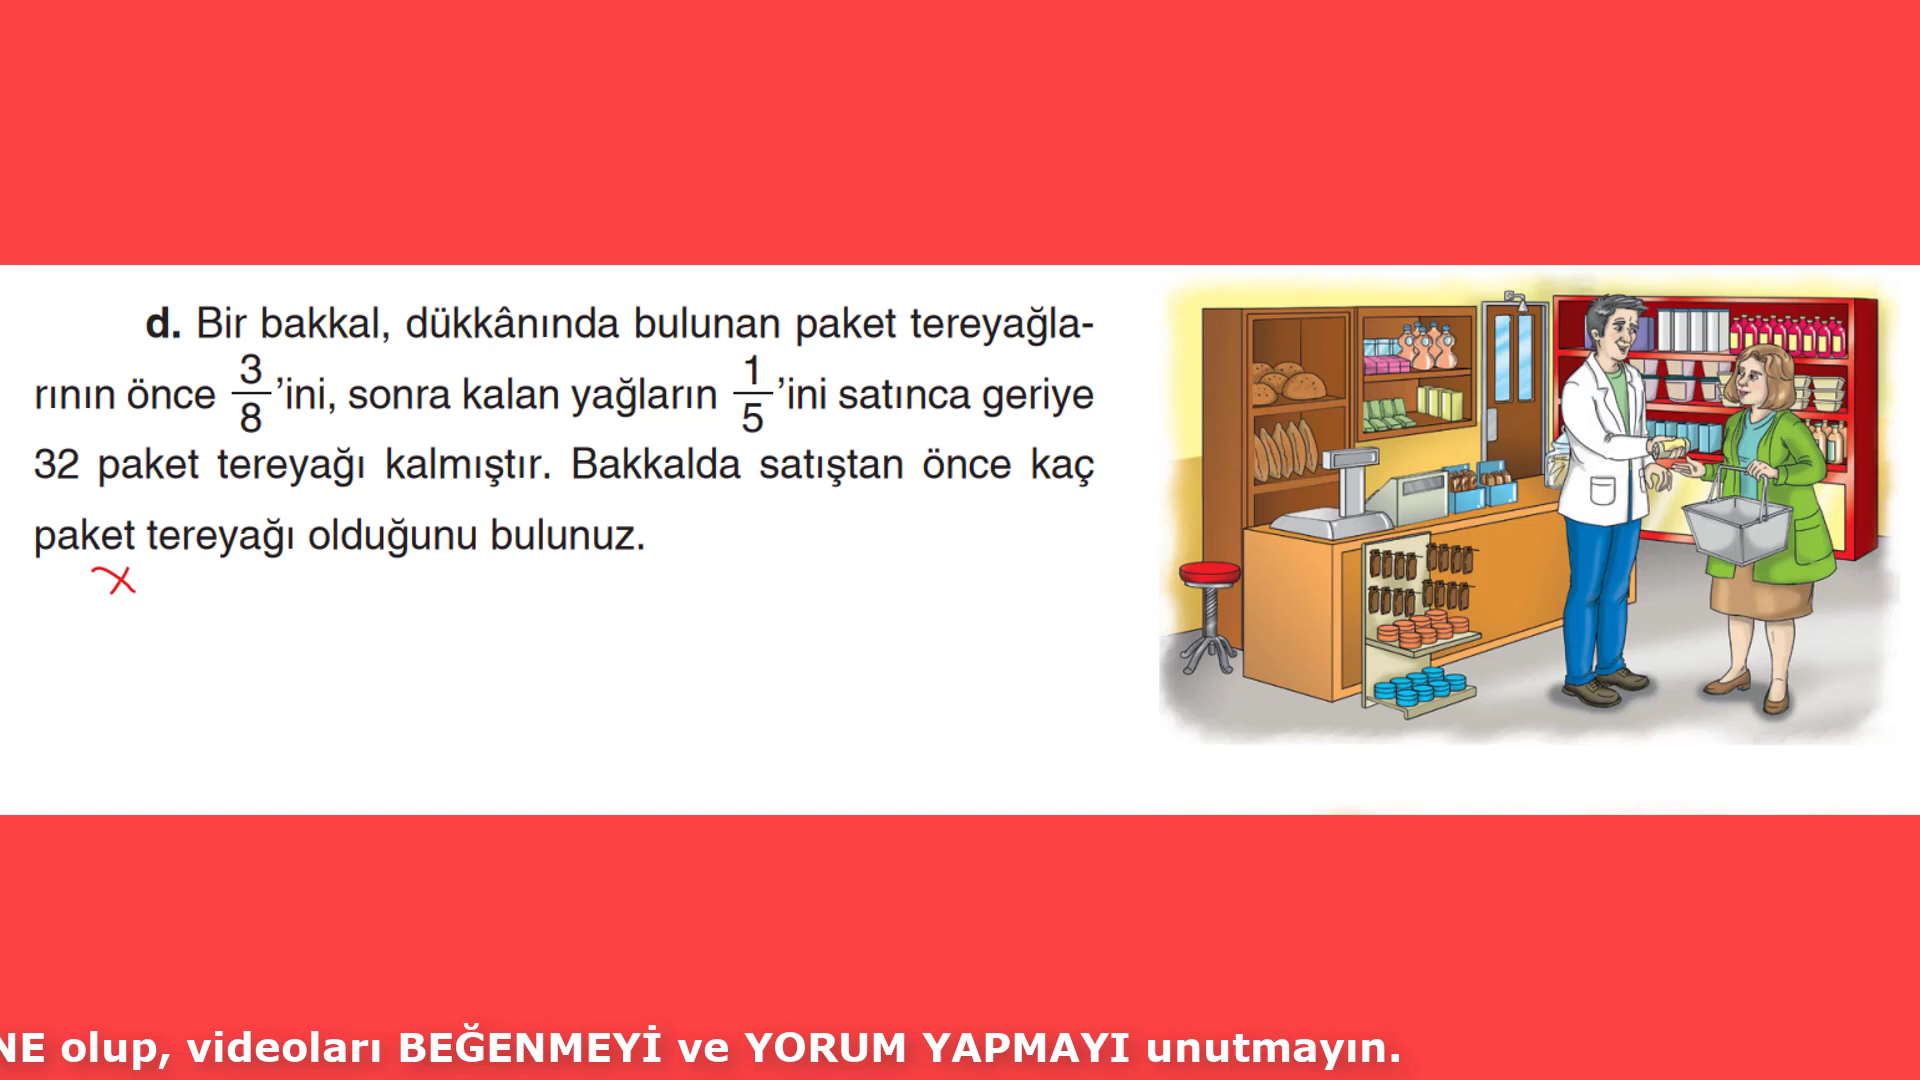 d. Bir bakkal, dükkânında bulunan paket tereyağla-
rının önce 3/8'ini, sonra kalan yağların 1/5'ini satınca geriye
32 paket tereyağı kalmıştır. Bakkalda satıştan önce kaç
paket tereyağı olduğunu bulunuz.
x
NE olup, videoları BEĞENMEYİ ve YORUM YAPMAYI unutmayın.